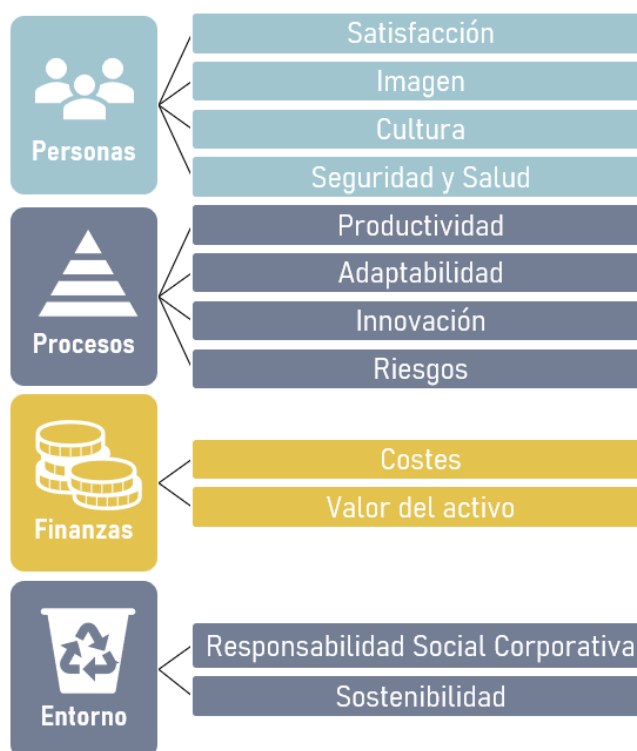 Personas
Satisfacción
Imagen
Cultura
Seguridad y Salud
Procesos
Productividad
Adaptabilidad
Innovación
Riesgos
Finanzas
Costes
Valor del activo
Entorno
Responsabilidad Social Corporativa
Sostenibilidad